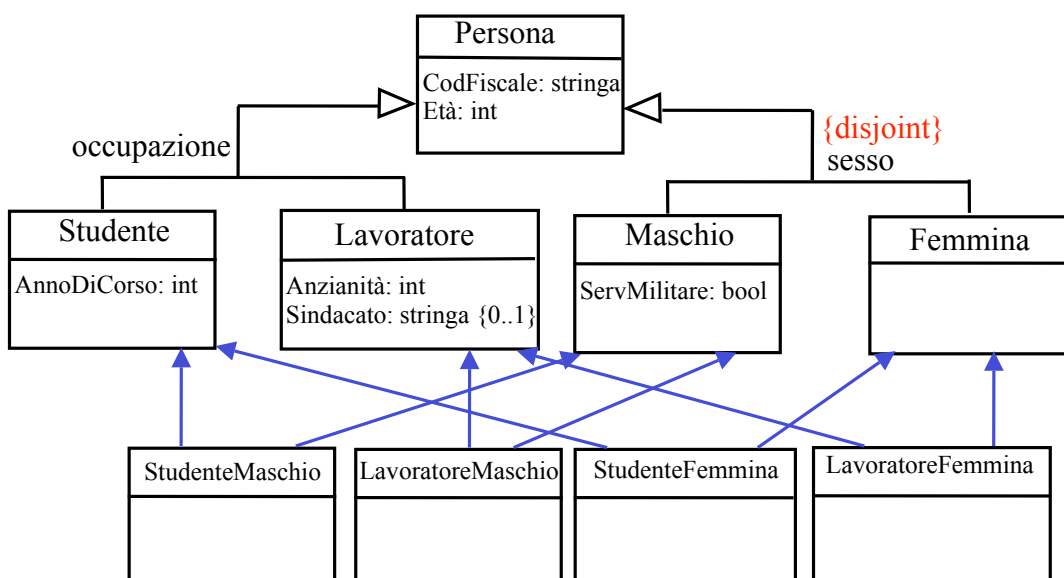 Persona
CodFiscale: stringa
Età: int
occupazione
{disjoint}
sesso
Studente
AnnoDiCorso: int
Lavoratore
Anzianità: int
Sindacato: stringa {0..1}
Maschio
ServMilitare: bool
Femmina
StudenteMaschio
LavoratoreMaschio
StudenteFemmina
LavoratoreFemmina